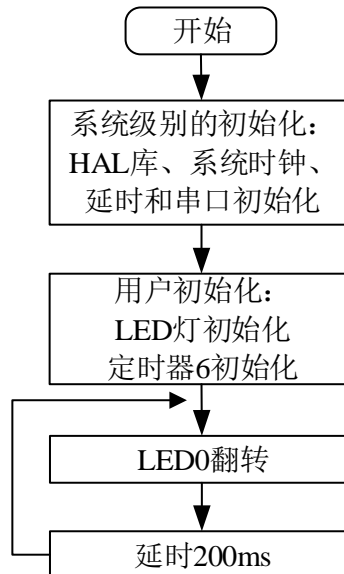 开始
系统级别的初始化：
HAL库、系统时钟、
延时和串口初始化
用户初始化：
LED灯初始化
定时器6初始化
LED0翻转
延时200ms